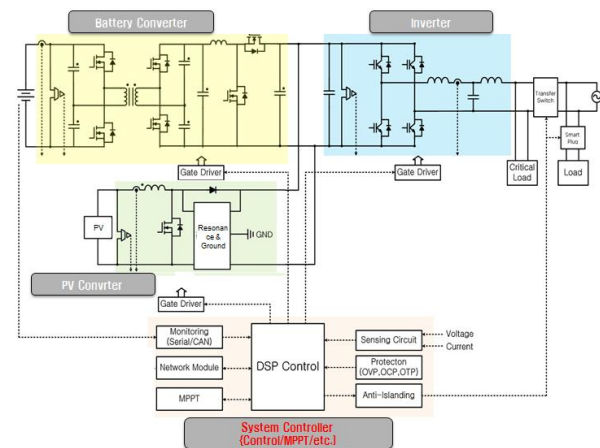 Battery Converter
Inverter
Transfer
Switch
Smart
Plug
Critical
Load
Load
Gate Driver
Gate Driver
PV
Resonan
ce &
Ground
GND
PV Convrter
Gate Driver
Monitoring
(Serial/CAN)
Network Module
MPPT
DSP Control
Sensing Circuit
Voltage
Current
Protecton
(OVP,OCP,OTP)
Anti-Islanding
System Controller
(Control/MPPT/etc.)